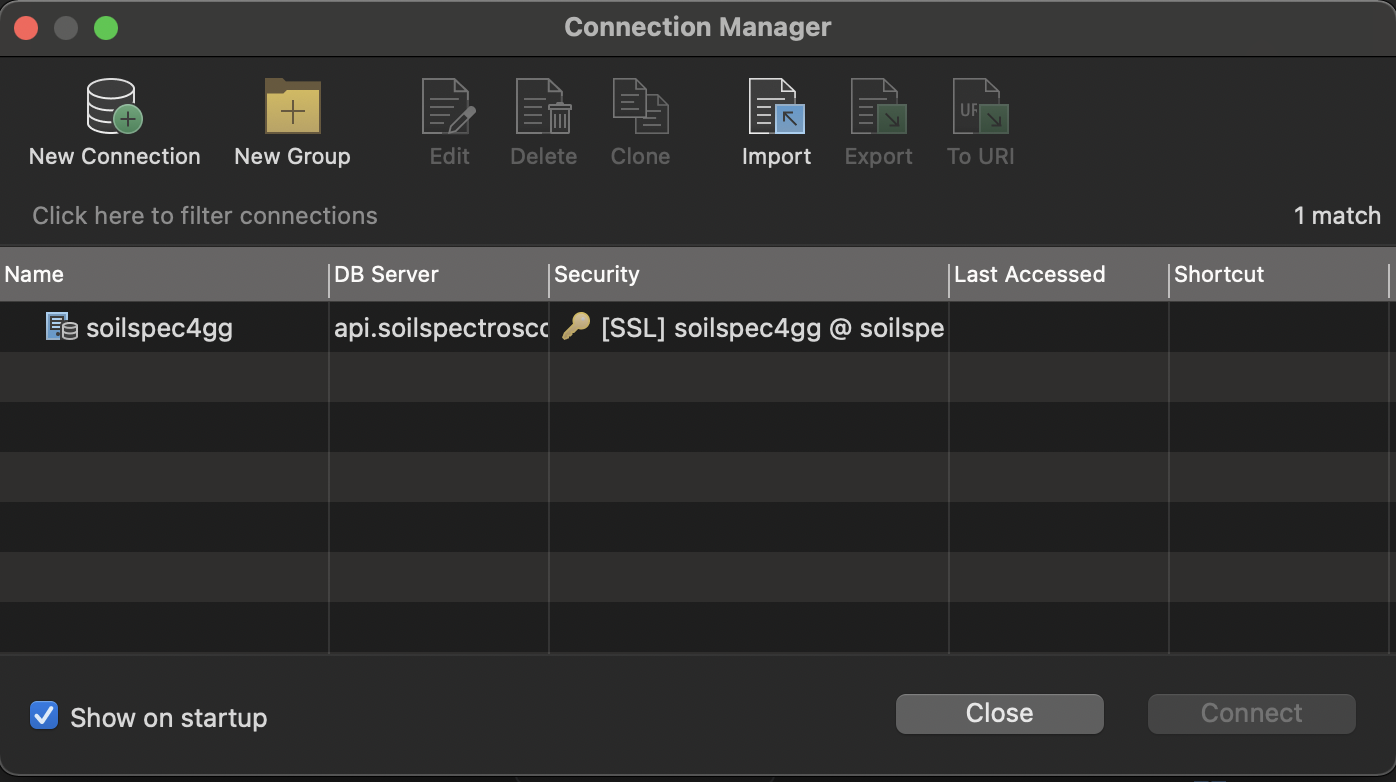 Connection Manager
New Connection New Group Edit Delete Clone Import Export To URI
Click here to filter connections 1 match
Name DB Server Security Last Accessed Shortcut
soilspec4gg api.soilspectrosco [SSL] soilspec4gg @ soilspe
Show on startup Close Connect